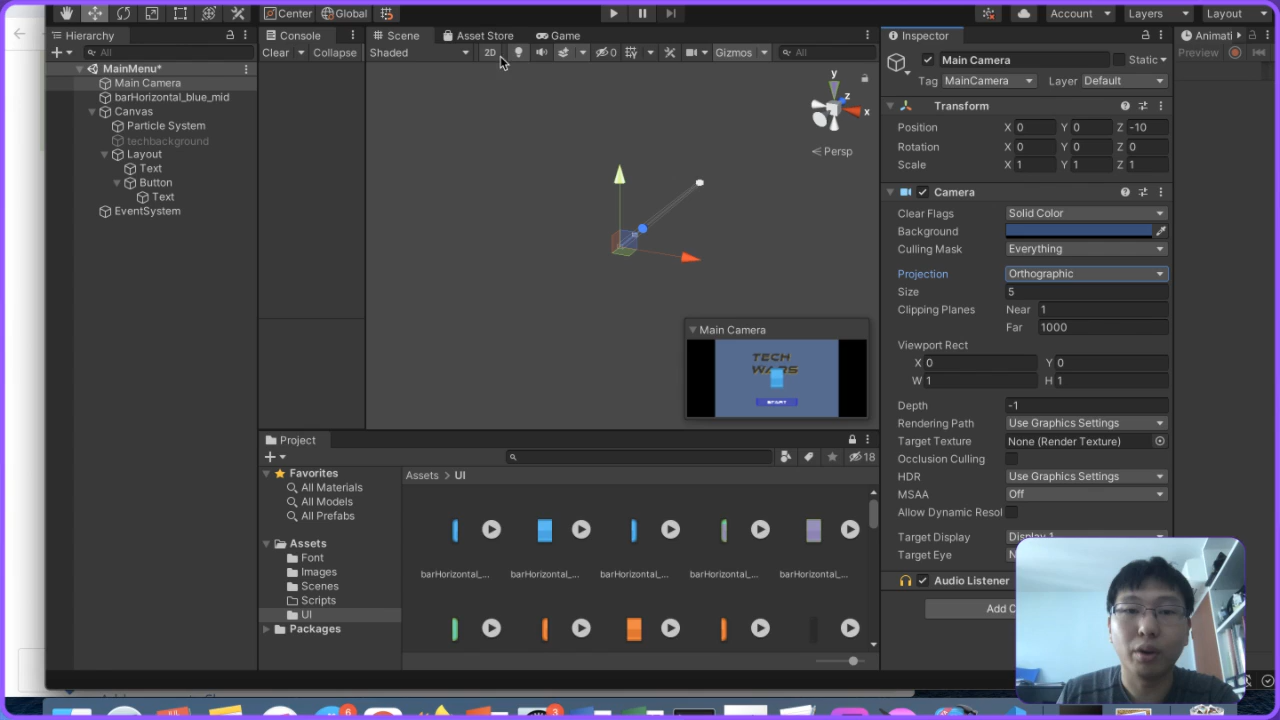 Center Global Account Layers Layout
Hierarchy Console Scene Asset Store Game Inspector Animati
All Clear Collapse Shaded 2D 0 Gizmos All Preview
MainMenu*
Main Camera
barHorizontal_blue_mid
Canvas
Particle System
techbackground
Layout
Text
Button
Text
EventSystem
y
z
x
Persp
Main Camera
TECH
WARS
START
Main Camera Static
Tag MainCamera Layer Default
Transform
Position X 0 Y 0 Z -10
Rotation X 0 Y 0 Z 0
Scale X 1 Y 1 Z 1
Camera
Clear Flags Solid Color
Background
Culling Mask Everything
Projection Orthographic
Size 5
Clipping Planes Near 1
Far 1000
Viewport Rect
X 0 Y 0
W 1 H 1
Depth -1
Rendering Path Use Graphics Settings
Target Texture None (Render Texture)
Occlusion Culling
HDR Use Graphics Settings
MSAA Off
Allow Dynamic Resol
Target Display Display 1
Target Eye
Audio Listener
Project
18
Favorites
All Materials
All Models
All Prefabs
Assets
Font
Images
Scenes
Scripts
UI
Packages
Assets > UI
barHorizontal_... barHorizontal_... barHorizontal_... barHorizontal_... barHorizontal_...
6 3